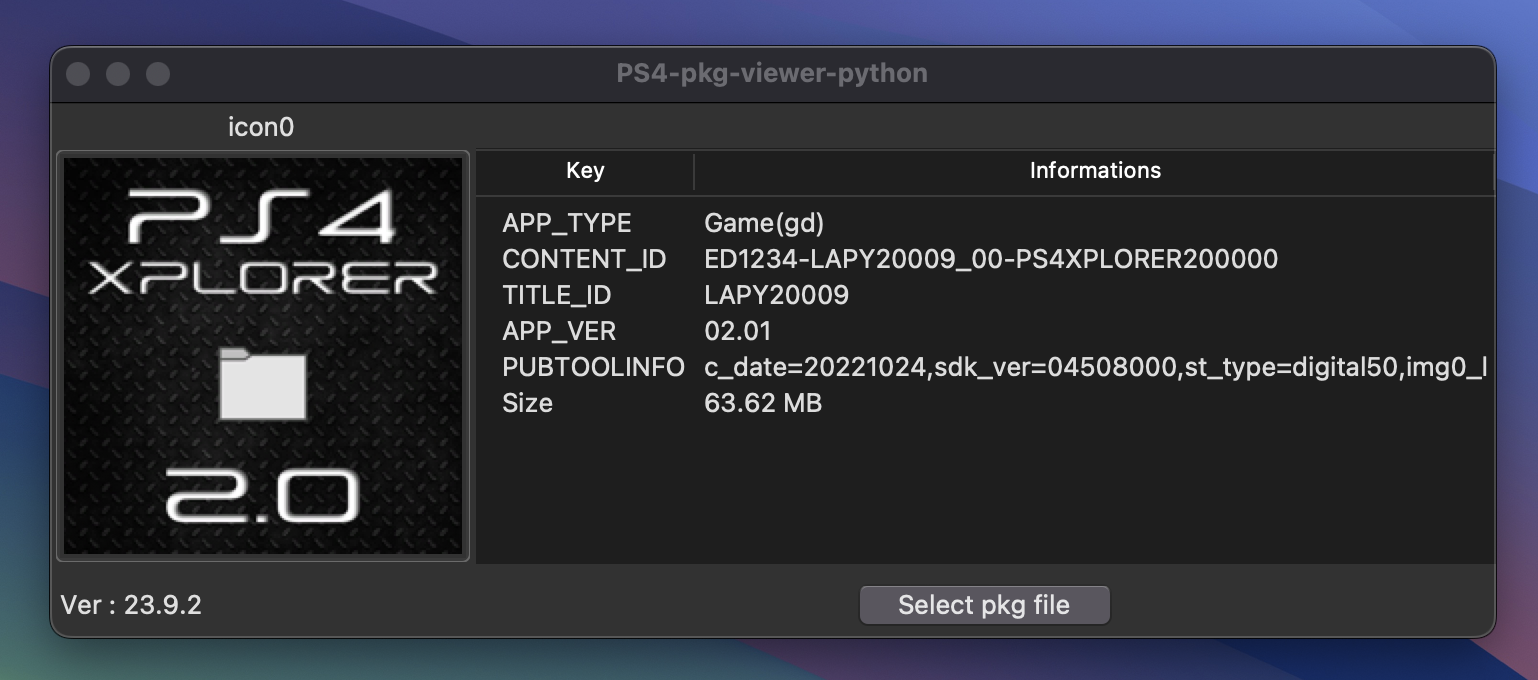 PS4-pkg-viewer-python
icon0
PS4
XPLORER
2.0
Key Informations
APP_TYPE Game(gd)
CONTENT_ID ED1234-LAPY20009_00-PS4XPLORER200000
TITLE_ID LAPY20009
APP_VER 02.01
PUBTOOLINFO c_date=20221024,sdk_ver=04508000,st_type=digital50,img0_l
Size 63.62 MB
Ver : 23.9.2
Select pkg file